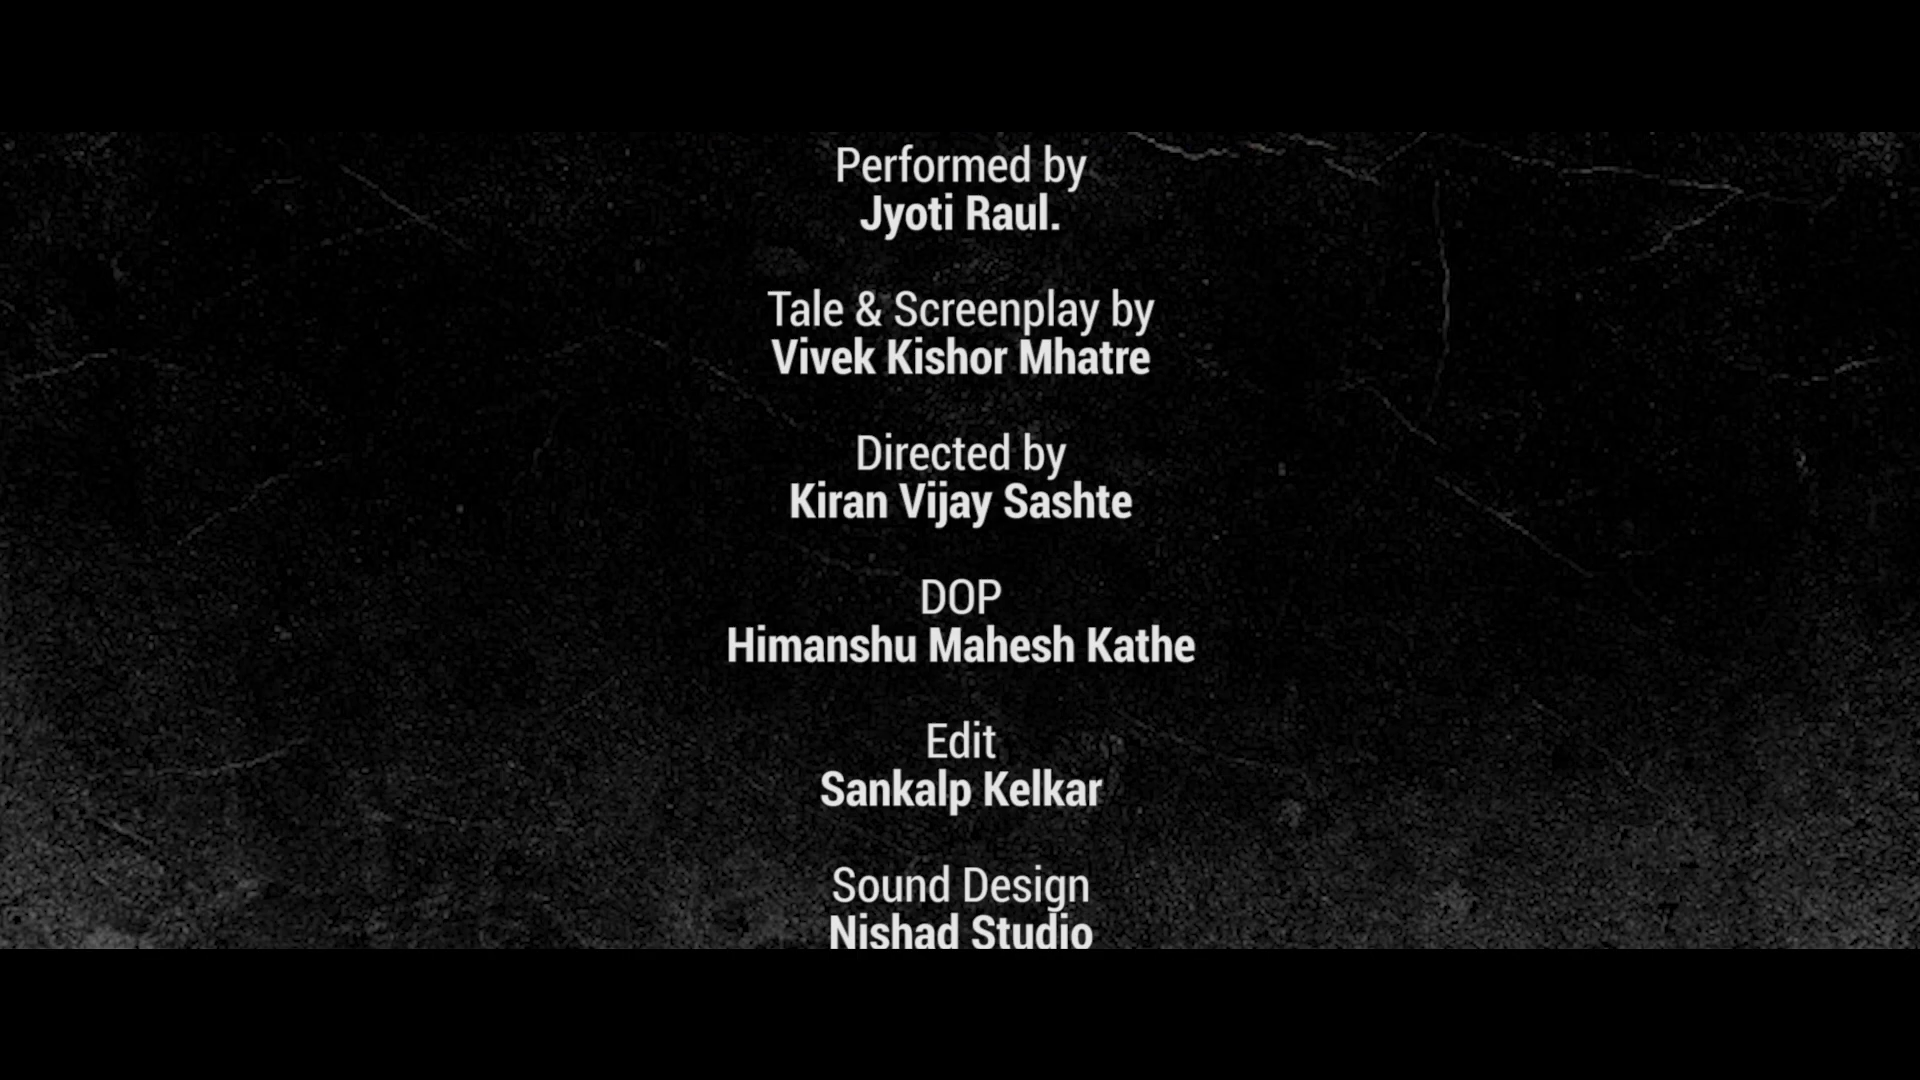 Performed by
Jyoti Raul.
Tale & Screenplay by
Vivek Kishor Mhatre
Directed by
Kiran Vijay Sashte
DOP
Himanshu Mahesh Kathe
Edit
Sankalp Kelkar
Sound Design
Nishad Studio